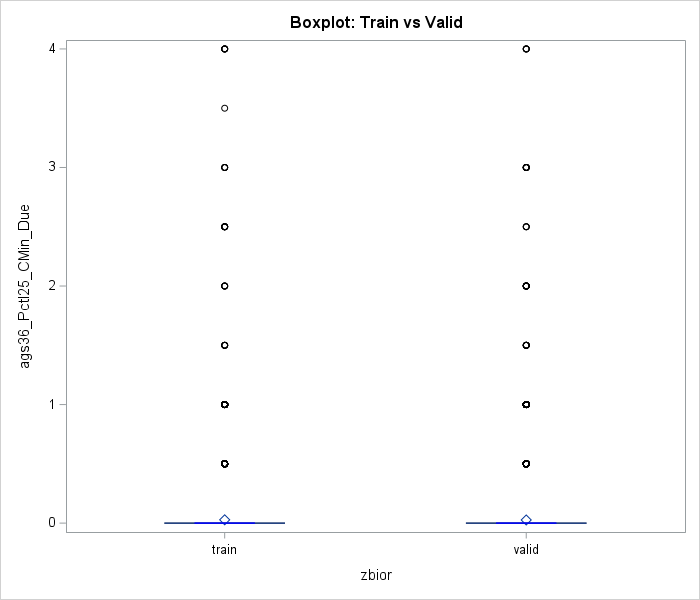 Boxplot: Train vs Valid
4
3
2
1
0
ags36_Pctl25_CMin_Due
train
valid
zbior